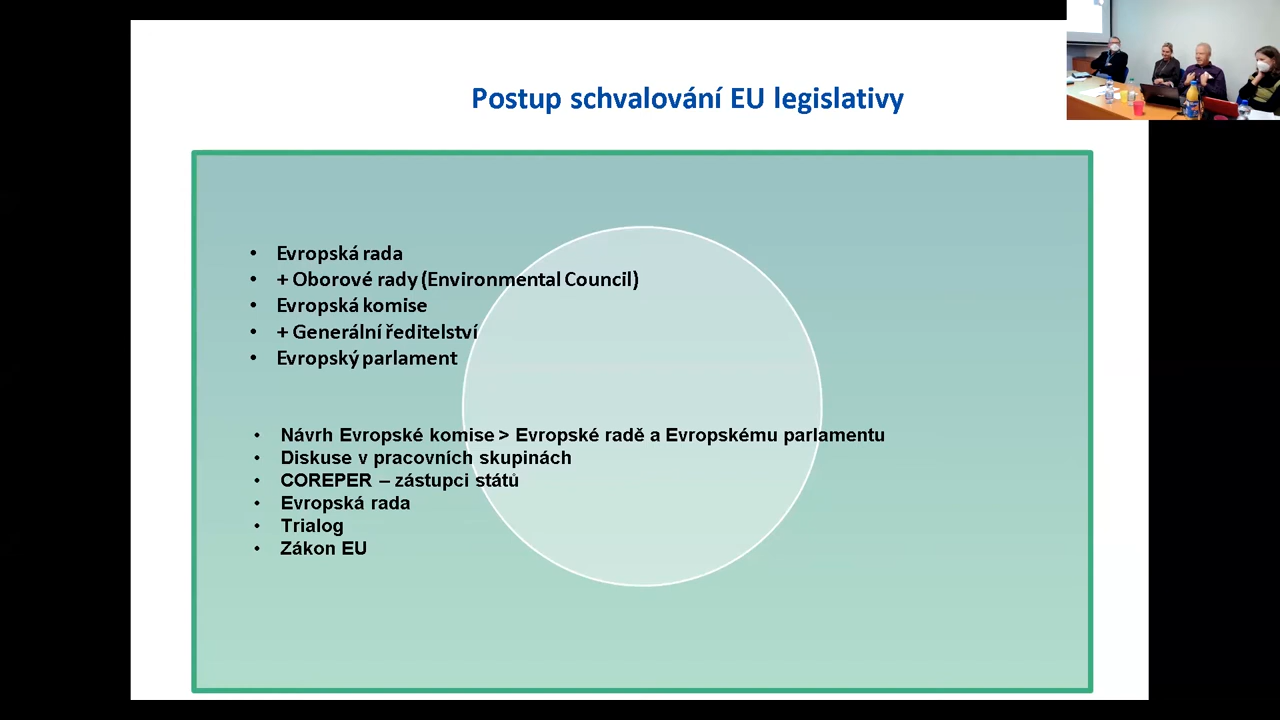 Postup schvalování EU legislativy
• Evropská rada
• + Oborové rady (Environmental Council)
• Evropská komise
• + Generální ředitelství
• Evropský parlament
• Návrh Evropské komise > Evropské radě a Evropskému parlamentu
• Diskuse v pracovních skupinách
• COREPER – zástupci států
• Evropská rada
• Trialog
• Zákon EU